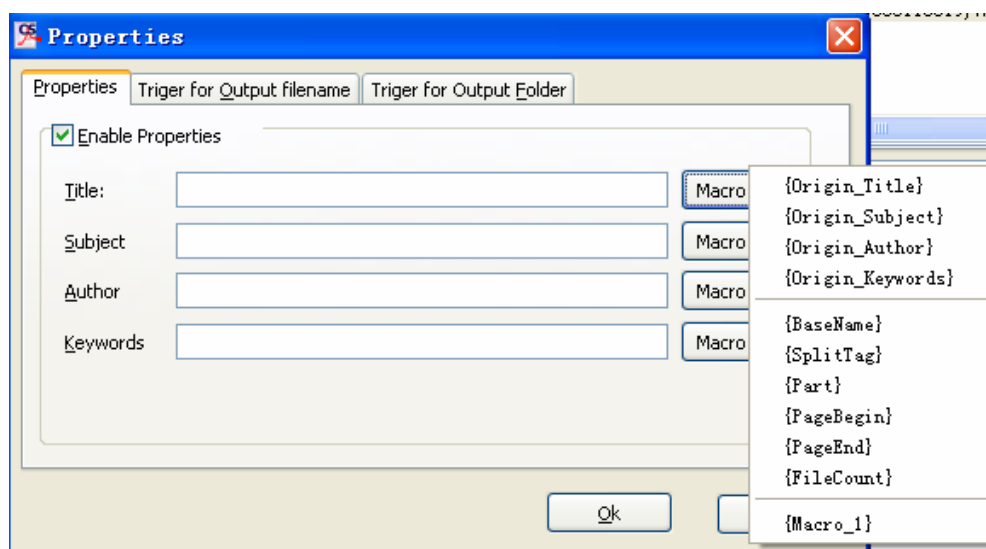 Properties
Properties Triger for Output filename Triger for Output Folder
Enable Properties
Title: Macro
Subject Macro
Author Macro
Keywords Macro
{Origin_Title}
{Origin_Subject}
{Origin_Author}
{Origin_Keywords}
{BaseName}
{SplitTag}
{Part}
{PageBegin}
{PageEnd}
{FileCount}
{Macro_1}
Ok